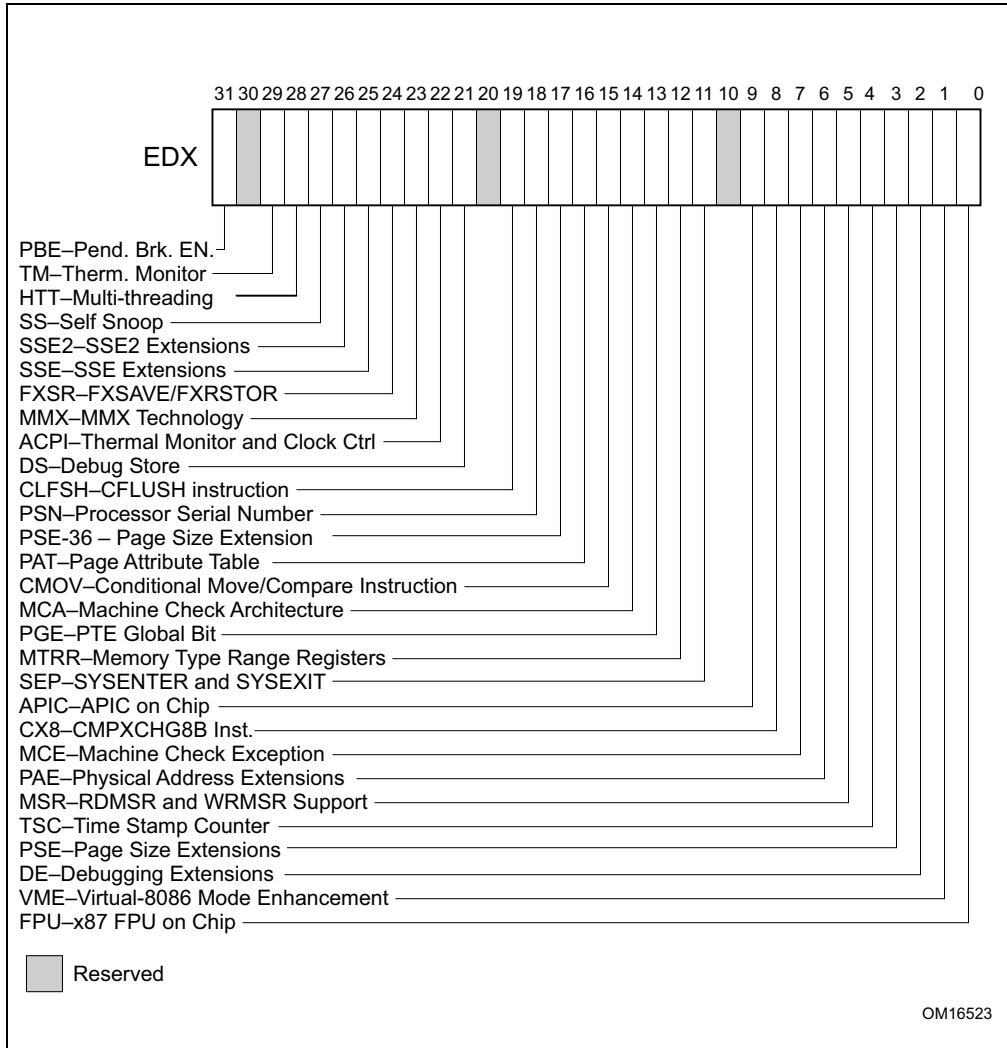 31 30 29 28 27 26 25 24 23 22 21 20 19 18 17 16 15 14 13 12 11 10 9 8 7 6 5 4 3 2 1 0
EDX
PBE–Pend. Brk. EN.
TM–Therm. Monitor
HTT–Multi-threading
SS–Self Snoop
SSE2–SSE2 Extensions
SSE–SSE Extensions
FXSR–FXSAVE/FXRSTOR
MMX–MMX Technology
ACPI–Thermal Monitor and Clock Ctrl
DS–Debug Store
CLFSH–CFLUSH instruction
PSN–Processor Serial Number
PSE-36 – Page Size Extension
PAT–Page Attribute Table
CMOV–Conditional Move/Compare Instruction
MCA–Machine Check Architecture
PGE–PTE Global Bit
MTRR–Memory Type Range Registers
SEP–SYSENTER and SYSEXIT
APIC–APIC on Chip
CX8–CMPXCHG8B Inst.
MCE–Machine Check Exception
PAE–Physical Address Extensions
MSR–RDMSR and WRMSR Support
TSC–Time Stamp Counter
PSE–Page Size Extensions
DE–Debugging Extensions
VME–Virtual-8086 Mode Enhancement
FPU–x87 FPU on Chip
Reserved
OM16523